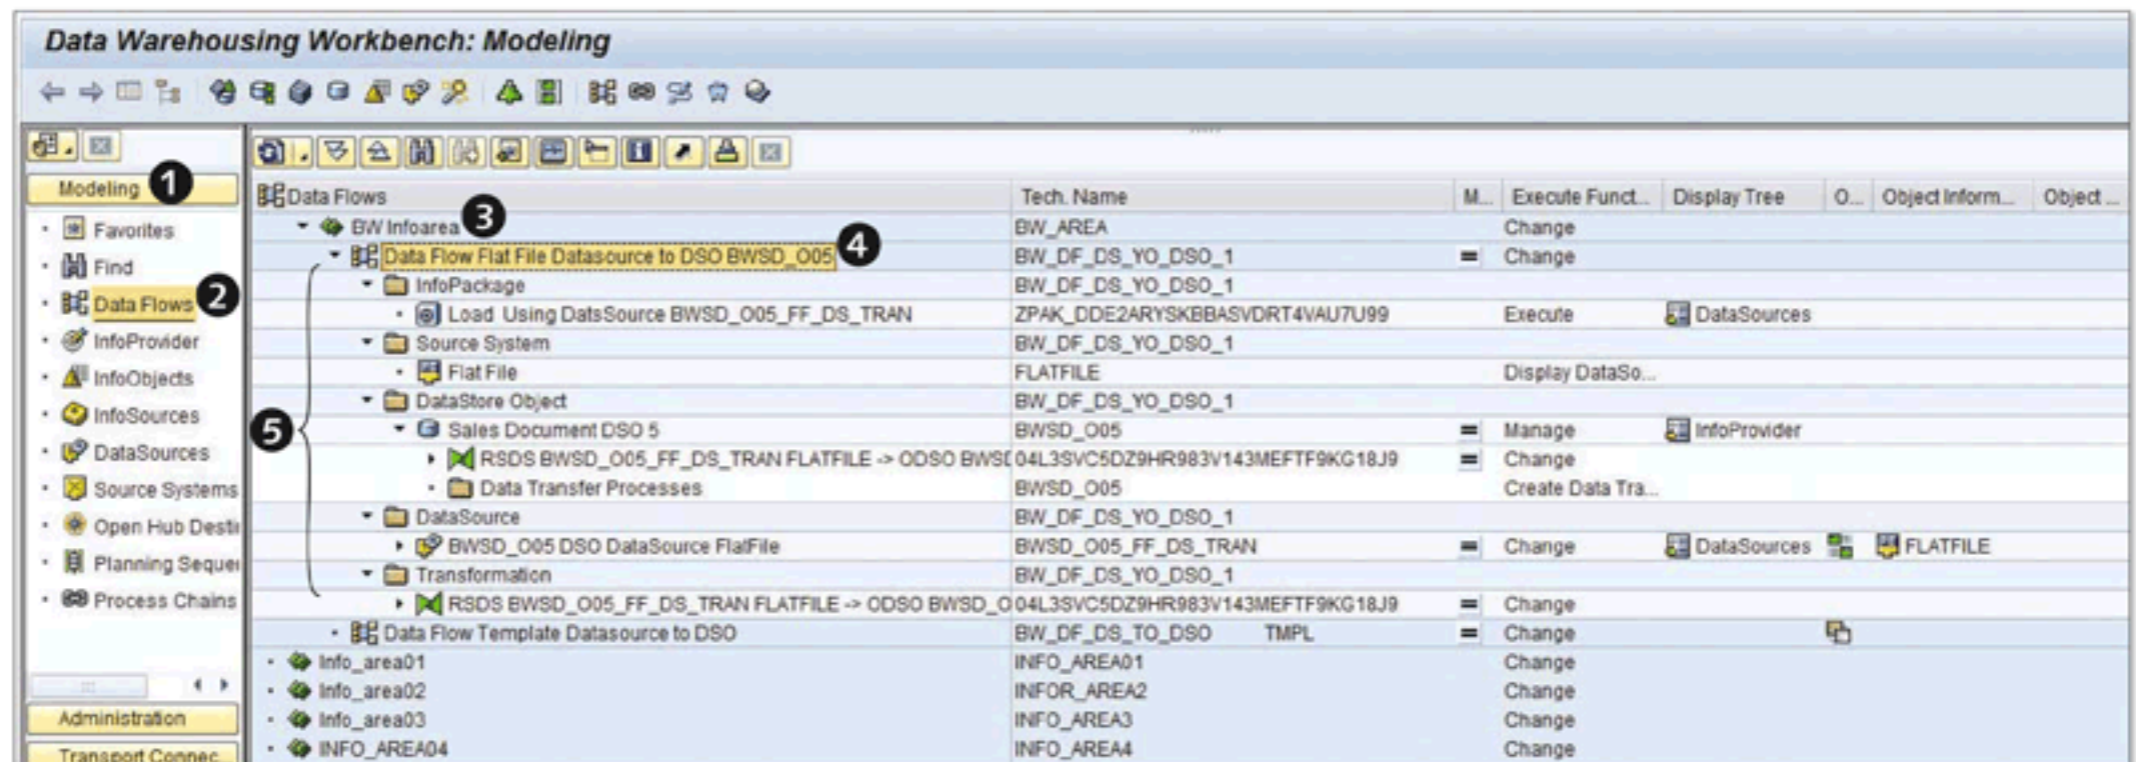 Data Warehousing Workbench: Modeling
Modeling 1
Favorites
Find
Data Flows 2
InfoProvider
InfoObjects
InfoSources
DataSources
Source Systems
Open Hub Desti
Planning Sequer
Process Chains
Administration
Transport Connec...
Data Flows Tech. Name M... Execute Funct... Display Tree O... Object Inform... Object ...
BW Infoarea 3 BW_AREA Change
Data Flow Flat File Datasource to DSO BWSD_O05 4 BW_DF_DS_YO_DSO_1 = Change
InfoPackage BW_DF_DS_YO_DSO_1
Load Using DatsSource BWSD_O05_FF_DS_TRAN ZPAK_DDE2ARYSKBBASVDRT4VAU7U99 Execute DataSources
Source System BW_DF_DS_YO_DSO_1
Flat File FLATFILE Display DataSo...
DataStore Object BW_DF_DS_YO_DSO_1
5 Sales Document DSO 5 BWSD_O05 = Manage InfoProvider
RSDS BWSD_O05_FF_DS_TRAN FLATFILE -> ODSO BWSD 04L3SVC5DZ9HR983V143MEFTF9KG18J9 = Change
Data Transfer Processes BWSD_O05 Create Data Tra...
DataSource BW_DF_DS_YO_DSO_1
BWSD_O05 DSO DataSource FlatFile BWSD_O05_FF_DS_TRAN = Change DataSources FLATFILE
Transformation BW_DF_DS_YO_DSO_1
RSDS BWSD_O05_FF_DS_TRAN FLATFILE -> ODSO BWSD_O 04L3SVC5DZ9HR983V143MEFTF9KG18J9 = Change
Data Flow Template Datasource to DSO BW_DF_DS_TO_DSO TMPL = Change
Info_area01 INFO_AREA01 Change
Info_area02 INFOR_AREA2 Change
Info_area03 INFO_AREA3 Change
INFO_AREA04 INFO_AREA4 Change